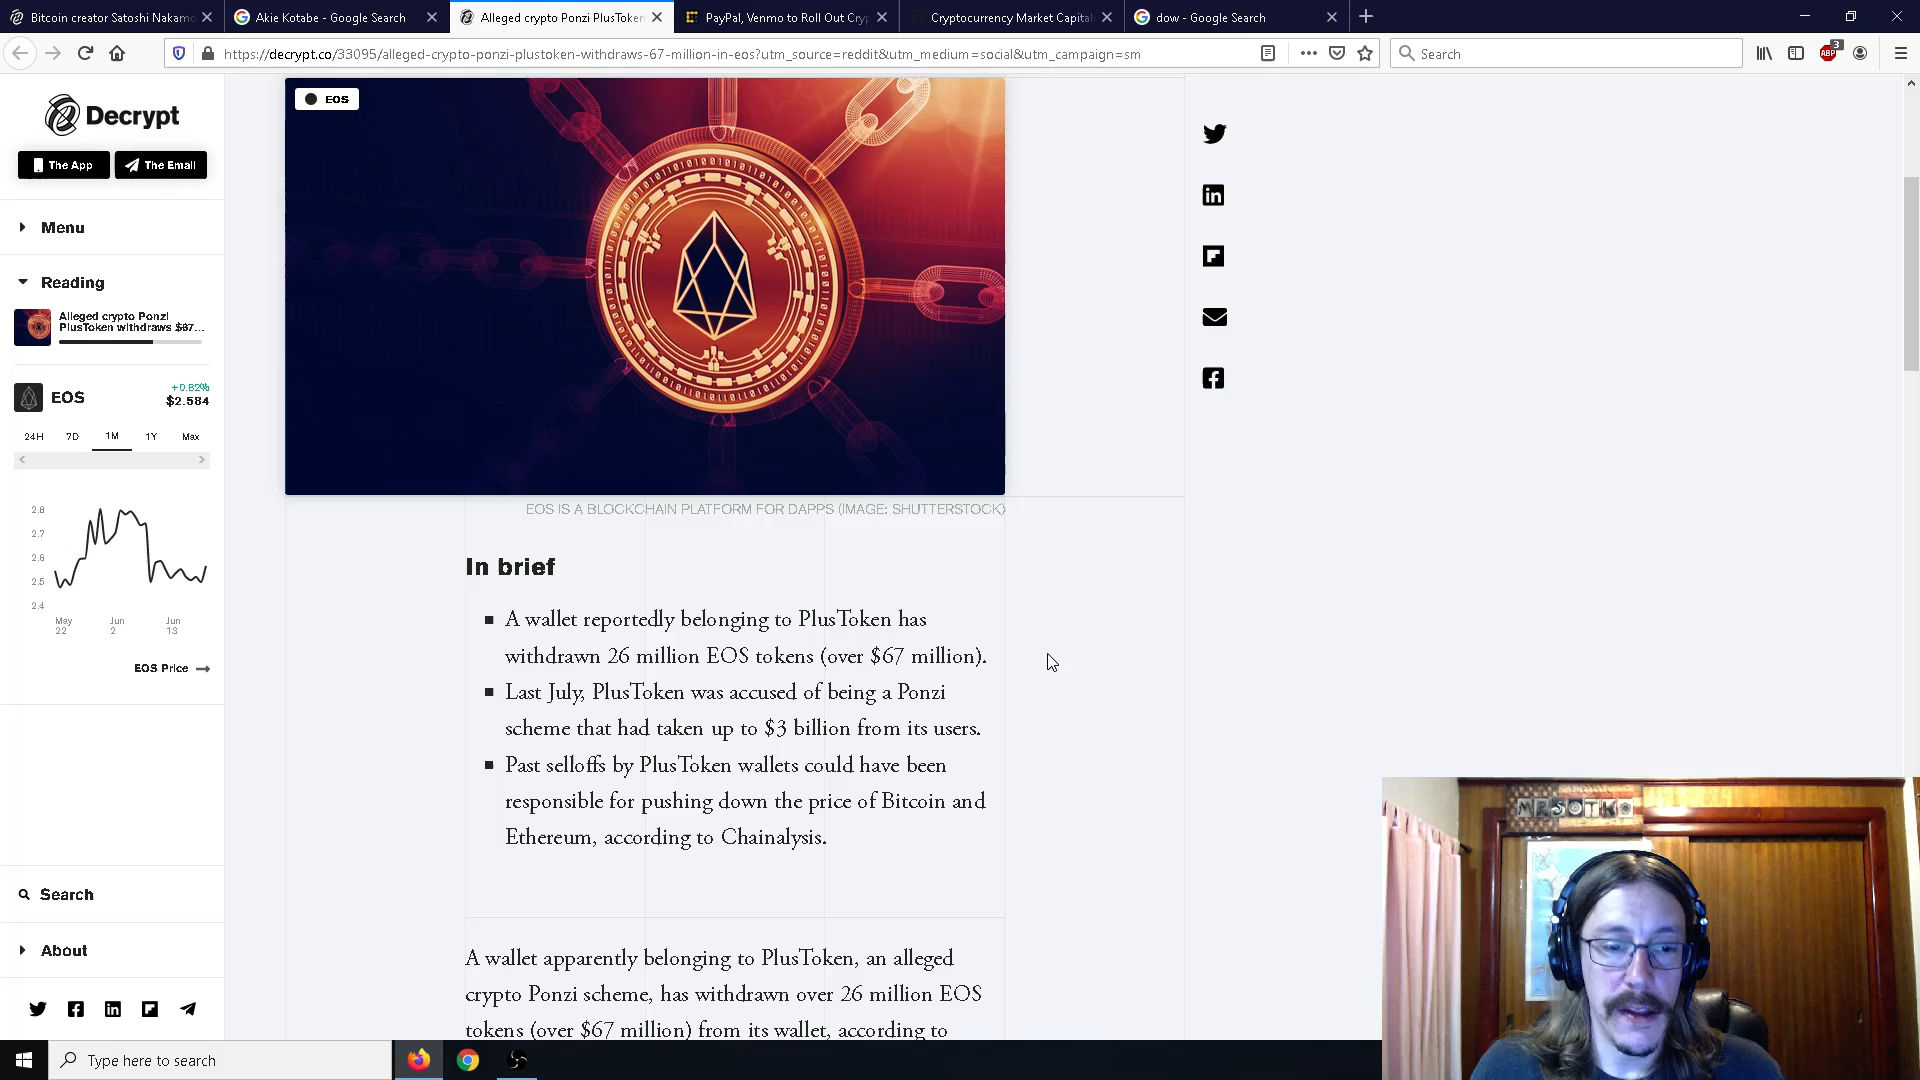 Bitcoin creator Satoshi Nakamo
Akie Kotabe - Google Search
Alleged crypto Ponzi PlusToken
PayPal, Venmo to Roll Out Cryp
Cryptocurrency Market Capitali
dow - Google Search
https://decrypt.co/33095/alleged-crypto-ponzi-plustoken-withdraws-67-million-in-eos?utm_source=reddit&utm_medium=social&utm_campaign=sm
Search
ABP
3
Decrypt
The App
The Email
Menu
Reading
Alleged crypto Ponzi
PlusToken withdraws $67...
EOS
+0.82%
$2.584
24H 7D 1M 1Y Max
2.8
2.7
2.6
2.5
2.4
May
22
Jun
2
Jun
13
EOS Price
Search
About
EOS
EOS IS A BLOCKCHAIN PLATFORM FOR DAPPS (IMAGE: SHUTTERSTOCK)
In brief
A wallet reportedly belonging to PlusToken has
withdrawn 26 million EOS tokens (over $67 million).
Last July, PlusToken was accused of being a Ponzi
scheme that had taken up to $3 billion from its users.
Past selloffs by PlusToken wallets could have been
responsible for pushing down the price of Bitcoin and
Ethereum, according to Chainalysis.
A wallet apparently belonging to PlusToken, an alleged
crypto Ponzi scheme, has withdrawn over 26 million EOS
tokens (over $67 million) from its wallet, according to
MRSOTKO
Type here to search